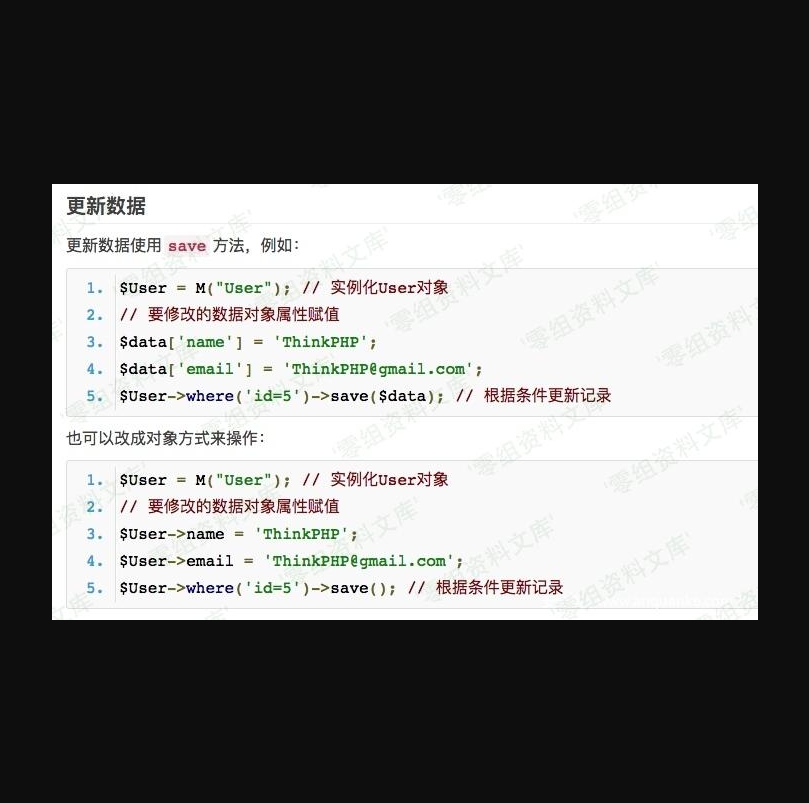 更新数据
更新数据使用 save 方法，例如：
1. $User = M("User"); // 实例化User对象
2. // 要修改的数据对象属性赋值
3. $data['name'] = 'ThinkPHP';
4. $data['email'] = 'ThinkPHP@gmail.com';
5. $User->where('id=5')->save($data); // 根据条件更新记录
也可以改成对象方式来操作：
1. $User = M("User"); // 实例化User对象
2. // 要修改的数据对象属性赋值
3. $User->name = 'ThinkPHP';
4. $User->email = 'ThinkPHP@gmail.com';
5. $User->where('id=5')->save(); // 根据条件更新记录
'零组资料文库'